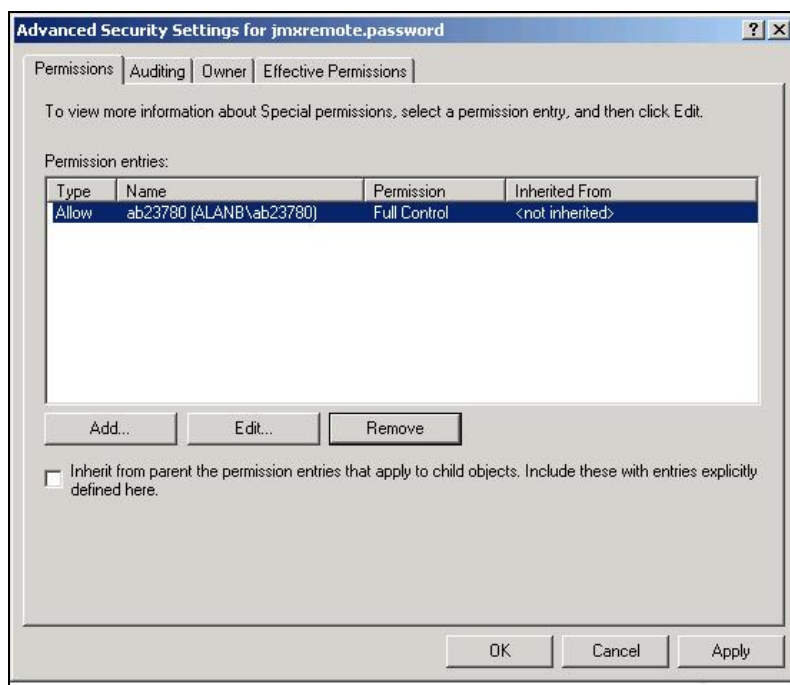 Advanced Security Settings for jmxremote.password
Permissions Auditing Owner Effective Permissions
To view more information about Special permissions, select a permission entry, and then click Edit.
Permission entries:
Type Name Permission Inherited From
Allow ab23780 (ALANB\ab23780) Full Control <not inherited>
Add... Edit... Remove
Inherit from parent the permission entries that apply to child objects. Include these with entries explicitly
defined here.
OK Cancel Apply